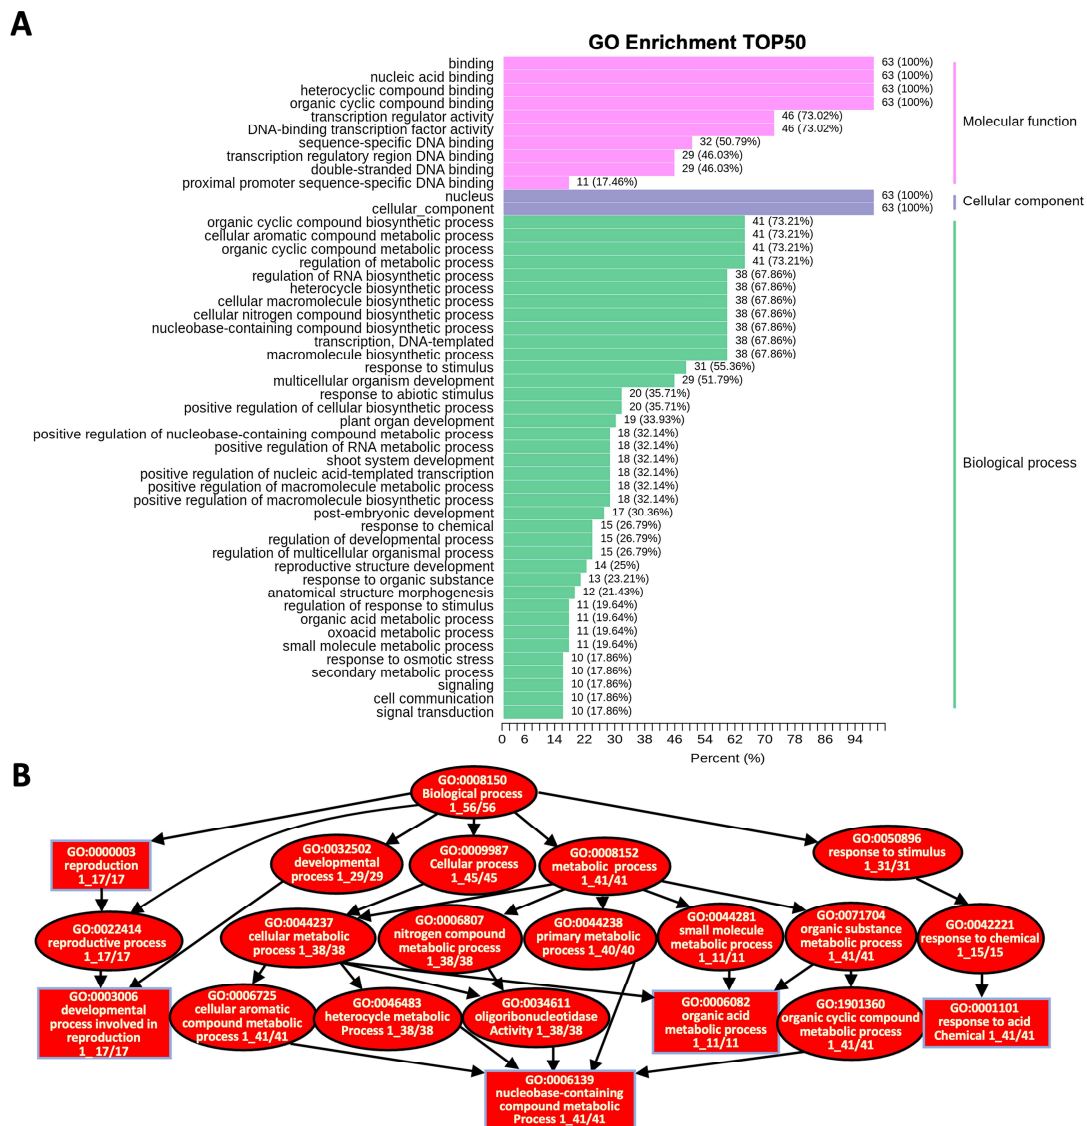 A
GO Enrichment TOP50
binding 63 (100%)
nucleic acid binding 63 (100%)
heterocyclic compound binding 63 (100%)
organic cyclic compound binding 63 (100%)
transcription regulator activity 46 (73.02%)
DNA-binding transcription factor activity 46 (73.02%)
sequence-specific DNA binding 32 (50.79%)
transcription regulatory region DNA binding 29 (46.03%)
double-stranded DNA binding 29 (46.03%)
proximal promoter sequence-specific DNA binding 11 (17.46%)
Molecular function
nucleus 63 (100%)
cellular_component 63 (100%)
Cellular component
organic cyclic compound biosynthetic process 41 (73.21%)
cellular aromatic compound metabolic process 41 (73.21%)
organic cyclic compound metabolic process 41 (73.21%)
regulation of metabolic process 41 (73.21%)
regulation of RNA biosynthetic process 38 (67.86%)
heterocycle biosynthetic process 38 (67.86%)
cellular macromolecule biosynthetic process 38 (67.86%)
cellular nitrogen compound biosynthetic process 38 (67.86%)
nucleobase-containing compound biosynthetic process 38 (67.86%)
transcription, DNA-templated 38 (67.86%)
macromolecule biosynthetic process 38 (67.86%)
response to stimulus 31 (55.36%)
multicellular organism development 29 (51.79%)
response to abiotic stimulus 20 (35.71%)
positive regulation of cellular biosynthetic process 20 (35.71%)
plant organ development 19 (33.93%)
positive regulation of nucleobase-containing compound metabolic process 18 (32.14%)
positive regulation of RNA metabolic process 18 (32.14%)
shoot system development 18 (32.14%)
positive regulation of nucleic acid-templated transcription 18 (32.14%)
positive regulation of macromolecule metabolic process 18 (32.14%)
positive regulation of macromolecule biosynthetic process 18 (32.14%)
post-embryonic development 17 (30.36%)
response to chemical 15 (26.79%)
regulation of developmental process 15 (26.79%)
regulation of multicellular organismal process 15 (26.79%)
reproductive structure development 14 (25%)
response to organic substance 13 (23.21%)
anatomical structure morphogenesis 12 (21.43%)
regulation of response to stimulus 11 (19.64%)
organic acid metabolic process 11 (19.64%)
oxoacid metabolic process 11 (19.64%)
small molecule metabolic process 11 (19.64%)
response to osmotic stress 10 (17.86%)
secondary metabolic process 10 (17.86%)
signaling 10 (17.86%)
cell communication 10 (17.86%)
signal transduction 10 (17.86%)
Biological process
0 6 14 22 30 38 46 54 62 70 78 86 94
Percent (%)
B
GO:0008150
Biological process
1_56/56
GO:0000003
reproduction
1_17/17
GO:0032502
developmental
process 1_29/29
GO:0009987
Cellular process
1_45/45
GO:0008152
metabolic process
1_41/41
GO:0050896
response to stimulus
1_31/31
GO:0022414
reproductive process
1_17/17
GO:0044237
cellular metabolic
process 1_38/38
GO:0006807
nitrogen compound
metabolic process
1_38/38
GO:0044238
primary metabolic
process 1_40/40
GO:0044281
small molecule
metabolic process
1_11/11
GO:0071704
organic substance
metabolic process
1_41/41
GO:0042221
response to chemical
1_15/15
GO:0003006
developmental
process involved in
reproduction
1_17/17
GO:0006725
cellular aromatic
compound metabolic
process 1_41/41
GO:0046483
heterocycle metabolic
Process 1_38/38
GO:0034611
oligoribonucleotidase
Activity 1_38/38
GO:0006082
organic acid
metabolic process
1_11/11
GO:1901360
organic cyclic compound
metabolic process
1_41/41
GO:0001101
response to acid
Chemical 1_41/41
GO:0006139
nucleobase-containing
compound metabolic
Process 1_41/41